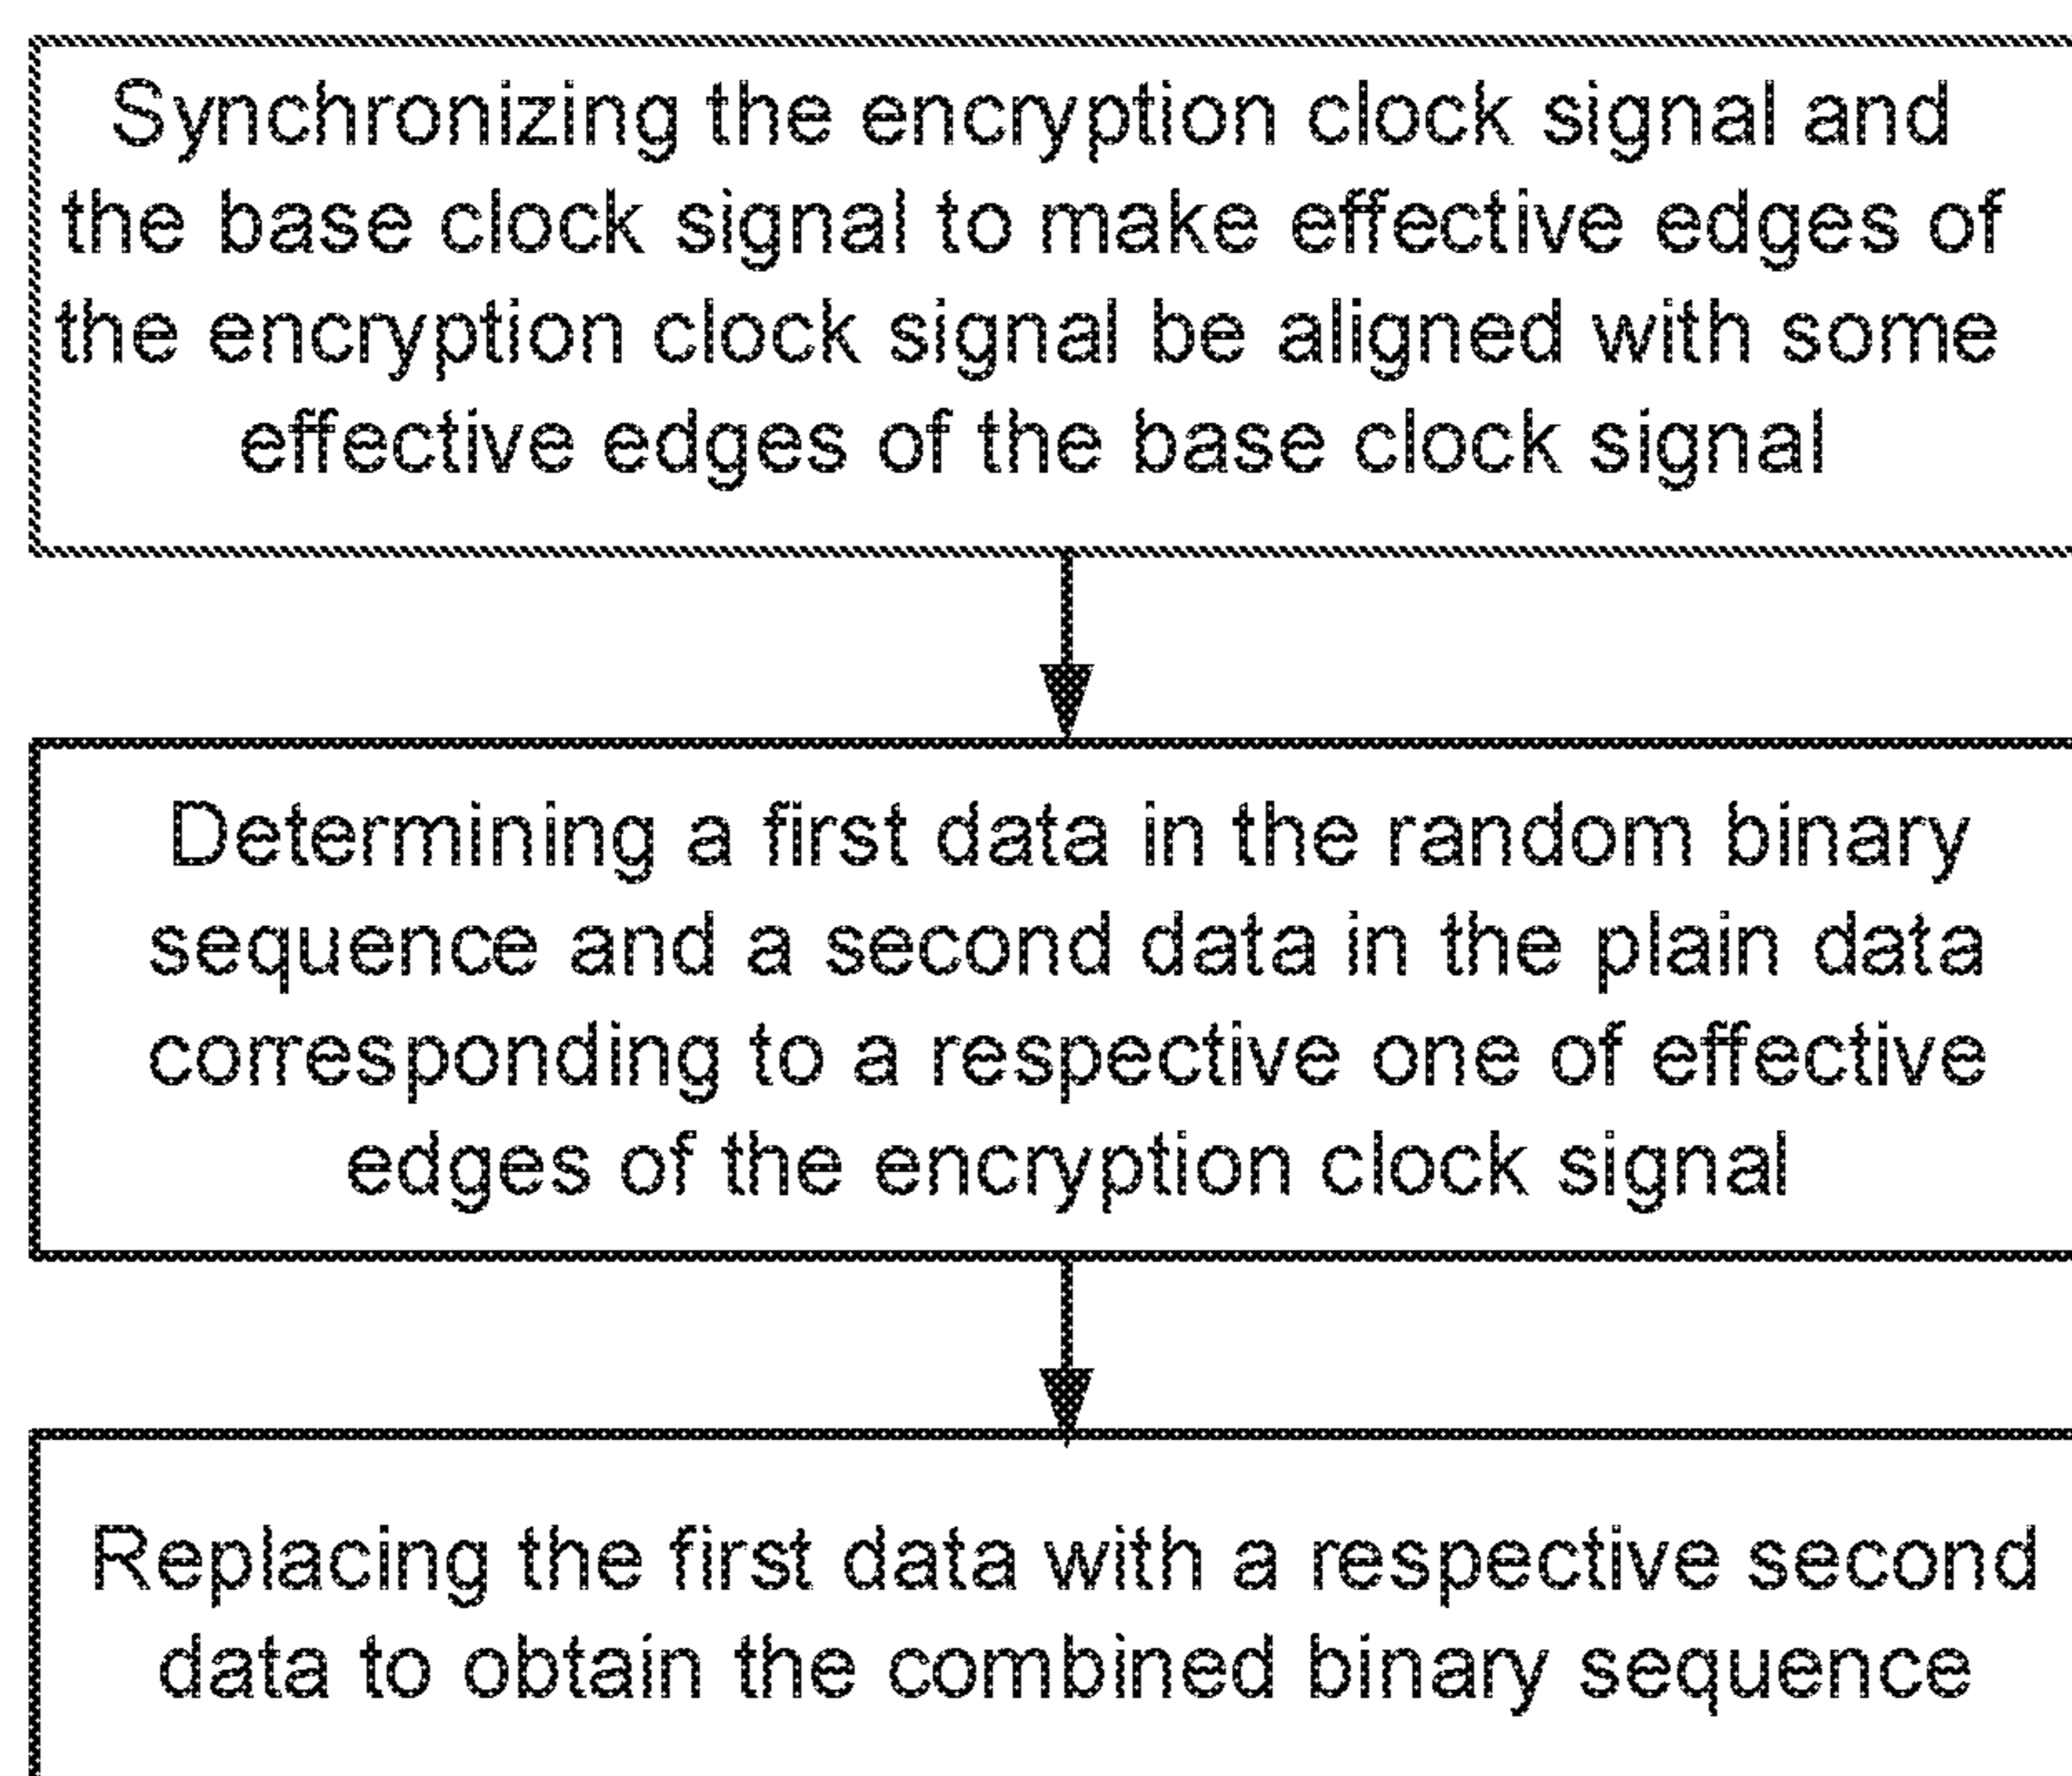 Synchronizing the encryption clock signal and
the base clock signal to make effective edges of
the encryption clock signal be aligned with some
effective edges of the base clock signal
Determining a first data in the random binary
sequence and a second data in the plain data
corresponding to a respective one of effective
edges of the encryption clock signal
Replacing the first data with a respective second
data to obtain the combined binary sequence